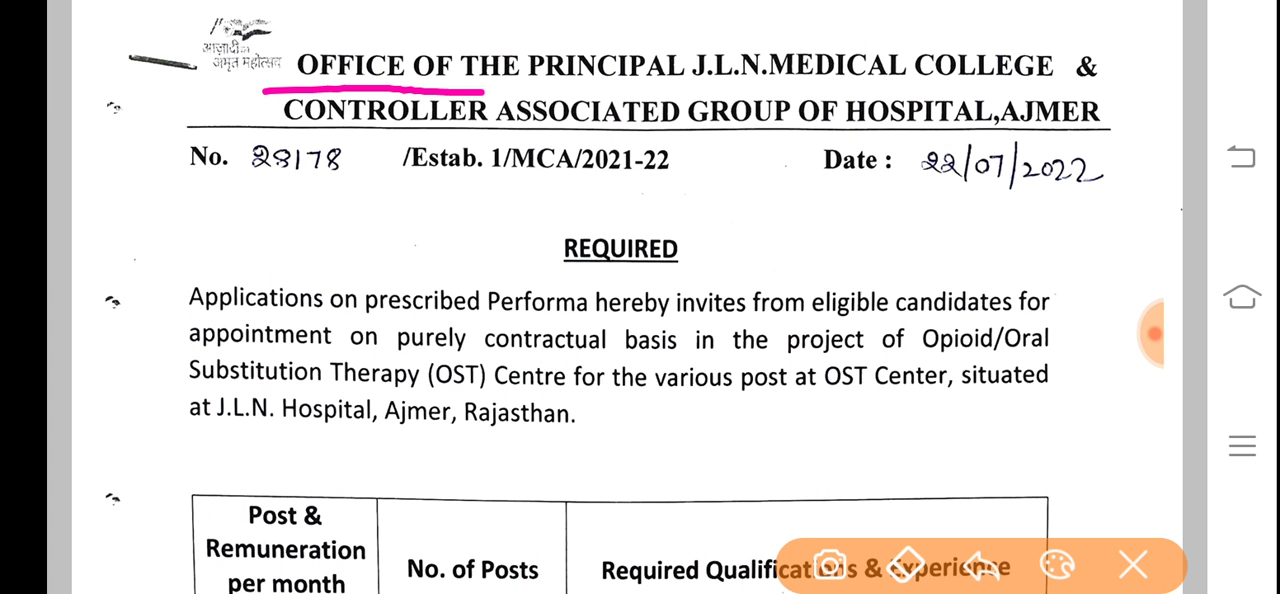 आज़ादी का
अमृत महोत्सव
OFFICE OF THE PRINCIPAL J.L.N.MEDICAL COLLEGE &
CONTROLLER ASSOCIATED GROUP OF HOSPITAL,AJMER
No. 28178 /Estab. 1/MCA/2021-22 Date : 22/07/2022
REQUIRED
Applications on prescribed Performa hereby invites from eligible candidates for
appointment on purely contractual basis in the project of Opioid/Oral
Substitution Therapy (OST) Centre for the various post at OST Center, situated
at J.L.N. Hospital, Ajmer, Rajasthan.
Post &
Remuneration
per month
No. of Posts
Required Qualifications & Experience